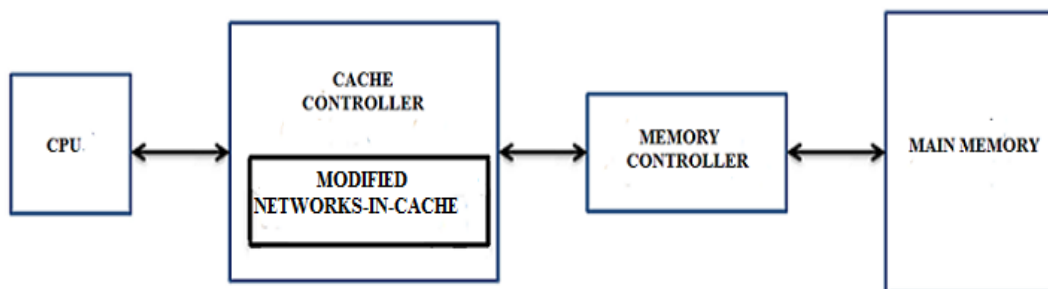 CPU
CACHE
CONTROLLER
MODIFIED
NETWORKS-IN-CACHE
MEMORY
CONTROLLER
MAIN MEMORY